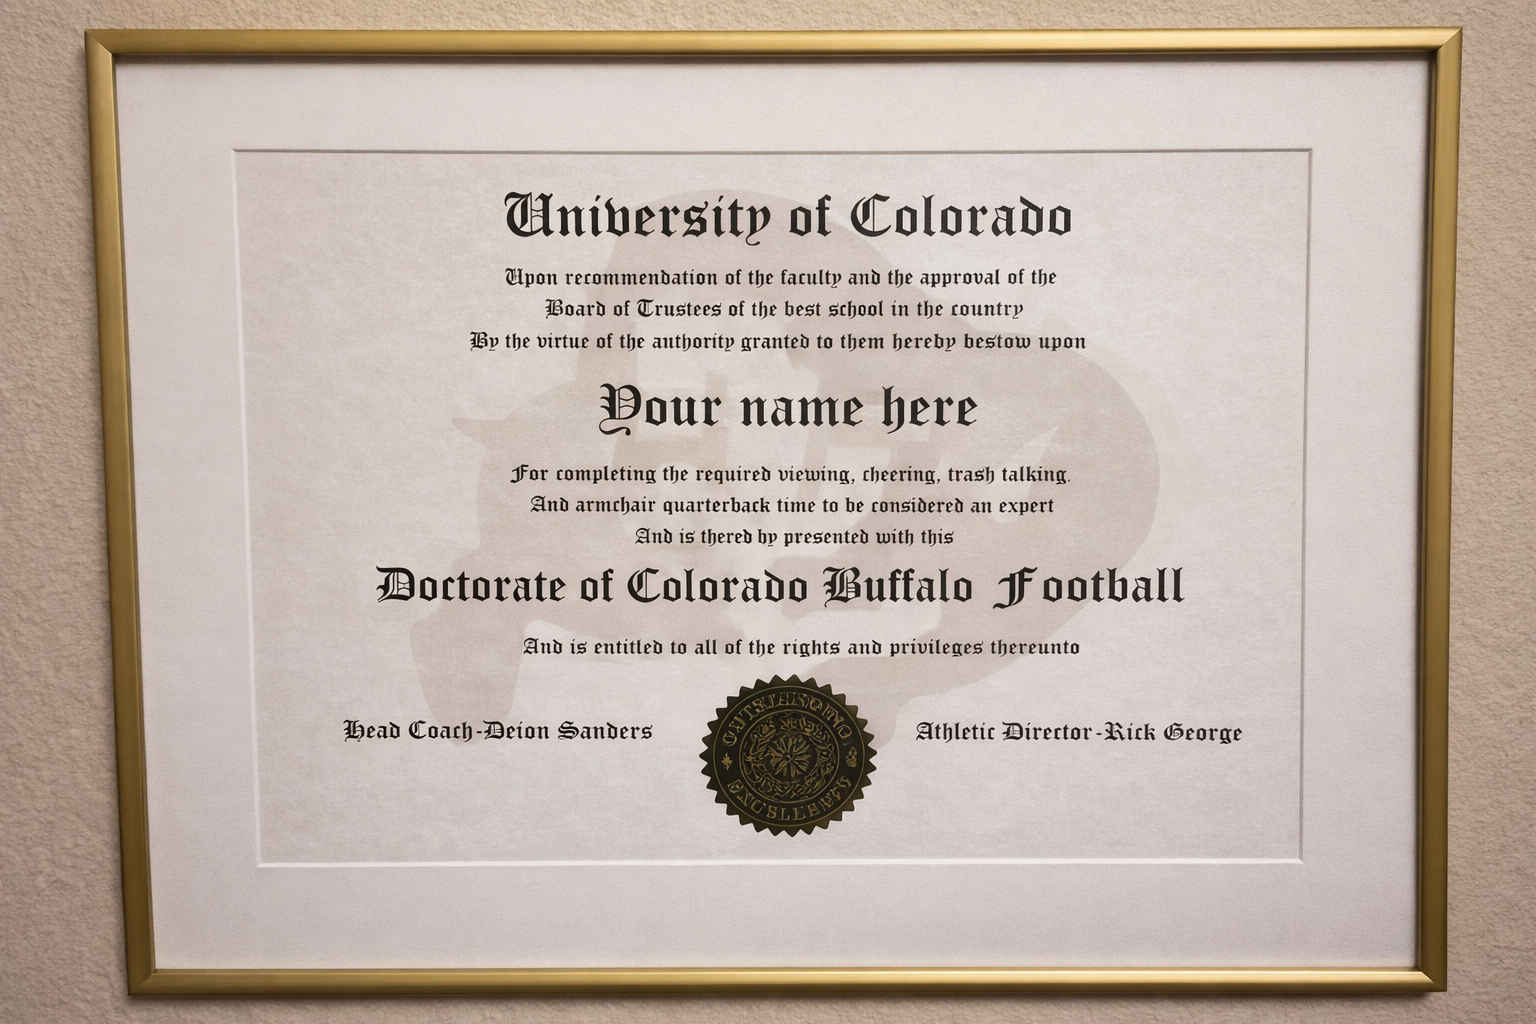 University of Colorado
Upon recommendation of the faculty and the approval of the
Board of Trustees of the best school in the country
By the virtue of the authority granted to them hereby bestow upon
Your name here
For completing the required viewing, cheering, trash talking.
And armchair quarterback time to be considered an expert
And is thered by presented with this
Doctorate of Colorado Buffalo Football
And is entitled to all of the rights and privileges thereunto
Head Coach-Deion Sanders
Athletic Director-Rick George